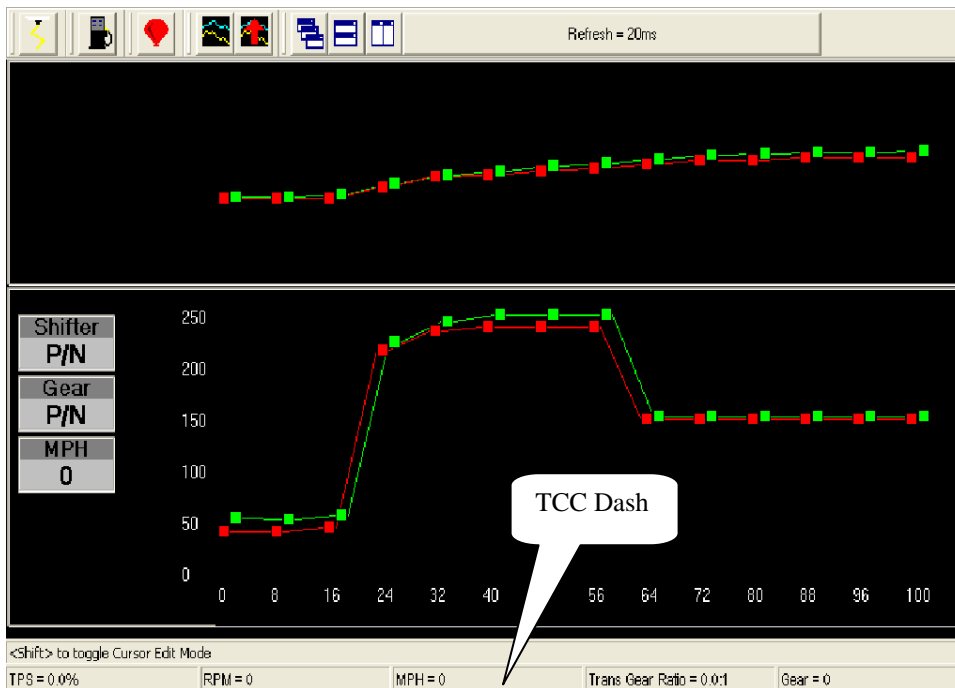 Refresh = 20ms
Shifter
P/N
Gear
P/N
MPH
0
250
200
150
100
50
0
0 8 16 24 32 40 56 64 72 80 88 96 100
TCC Dash
<Shift> to toggle Cursor Edit Mode
TPS = 0.0% RPM = 0 MPH = 0 Trans Gear Ratio = 0.0:1 Gear = 0